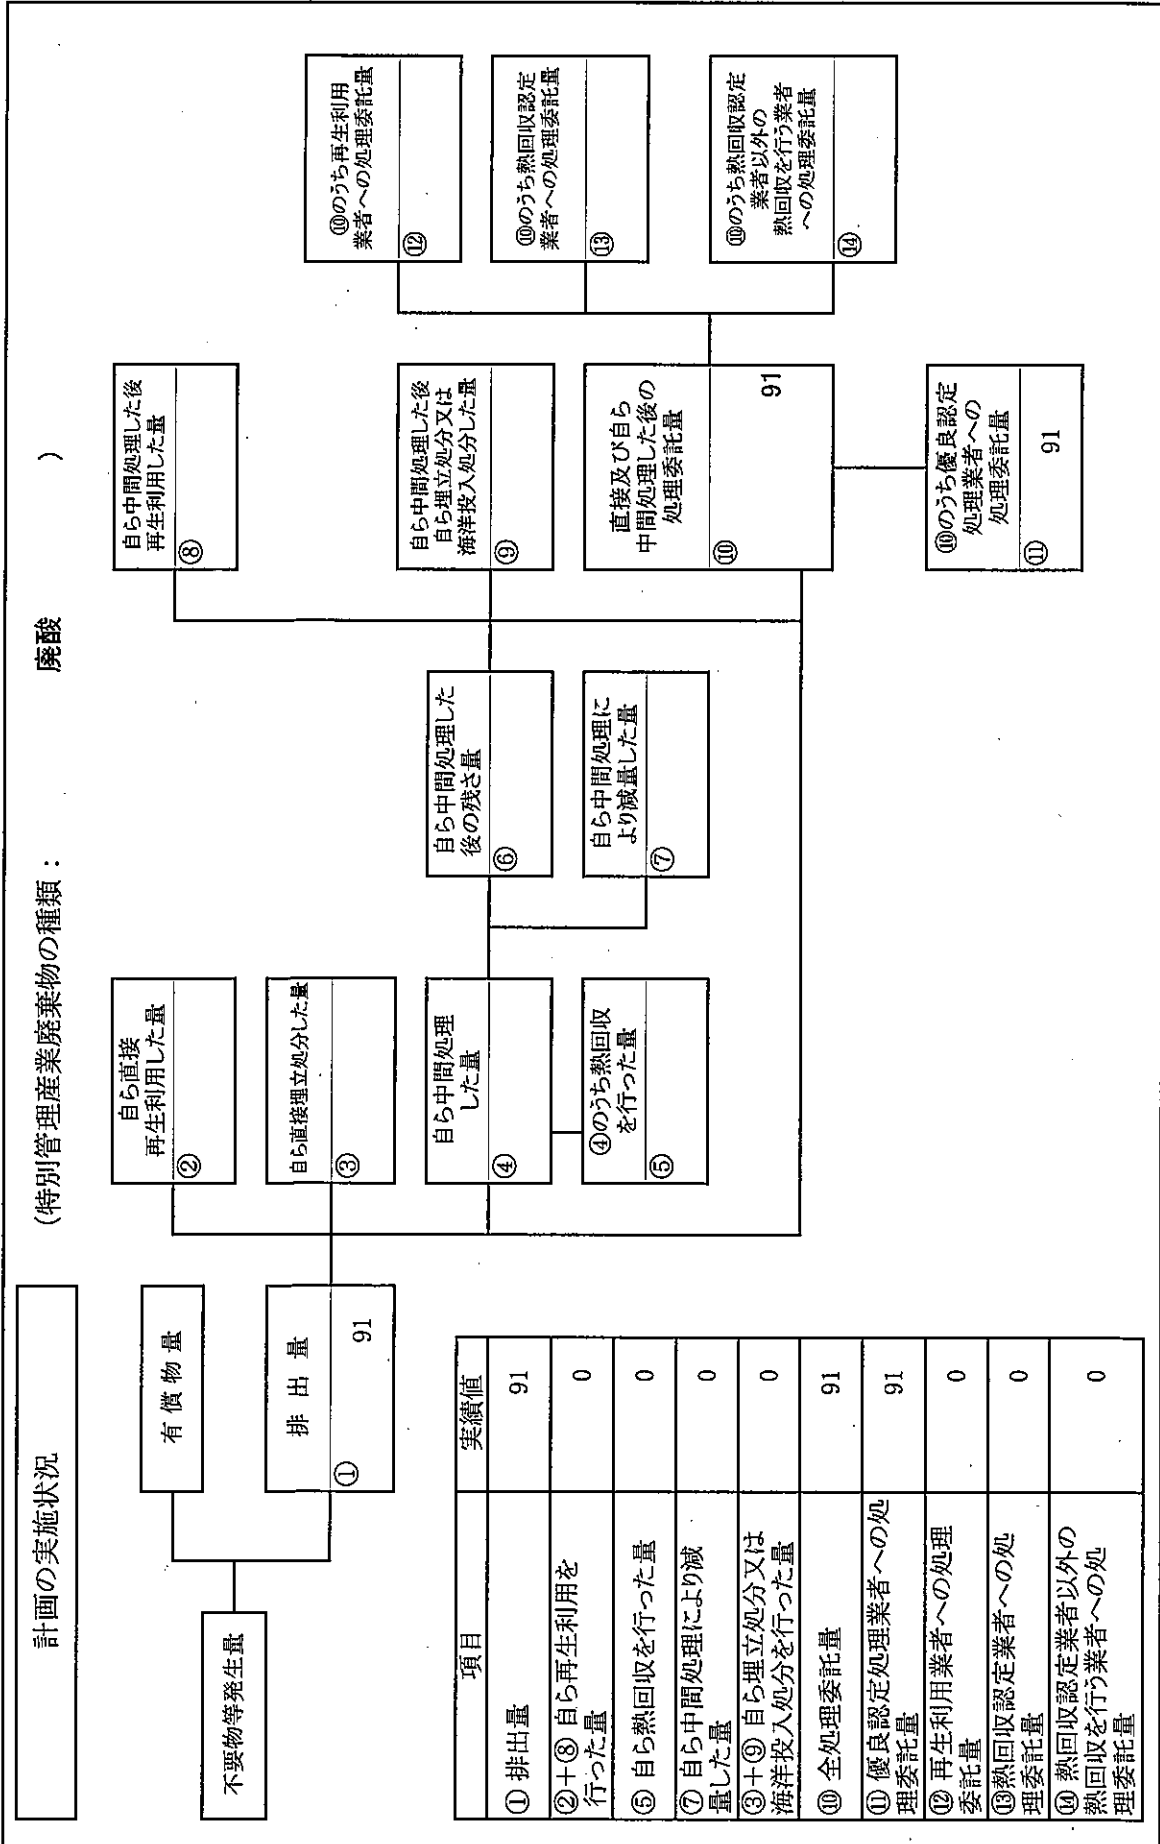 計画の実施状況
(特別管理産業廃棄物の種類： 廃酸 )
不要物等発生量
有償物量
排出量
① 91
自ら直接
再生利用した量
②
自ら直接埋立処分した量
③
自ら中間処理
した量
④
④のうち熱回収
を行った量
⑤
自ら中間処理した
後の残さ量
⑥
自ら中間処理に
より減量した量
⑦
自ら中間処理した後
再生利用した量
⑧
自ら中間処理した後
自ら埋立処分又は
海洋投入処分した量
⑨
直接及び自ら
中間処理した後の
処理委託量
⑩ 91
⑩のうち優良認定
処理業者への
処理委託量
⑪ 91
⑩のうち再生利用
業者への処理委託量
⑫
⑩のうち熱回収認定
業者への処理委託量
⑬
⑩のうち熱回収認定
業者以外の
熱回収を行う業者
への処理委託量
⑭
項目 実績値
① 排出量 91
②+⑧ 自ら再生利用を
行った量 0
⑤ 自ら熱回収を行った量 0
⑦ 自ら中間処理により減
量した量 0
③+⑨ 自ら埋立処分又は
海洋投入処分を行った量 0
⑩ 全処理委託量 91
⑪ 優良認定処理業者への処
理委託量 91
⑫ 再生利用業者への処理
委託量 0
⑬熱回収認定業者への処
理委託量 0
⑭ 熱回収認定業者以外の
熱回収を行う業者への処
理委託量 0